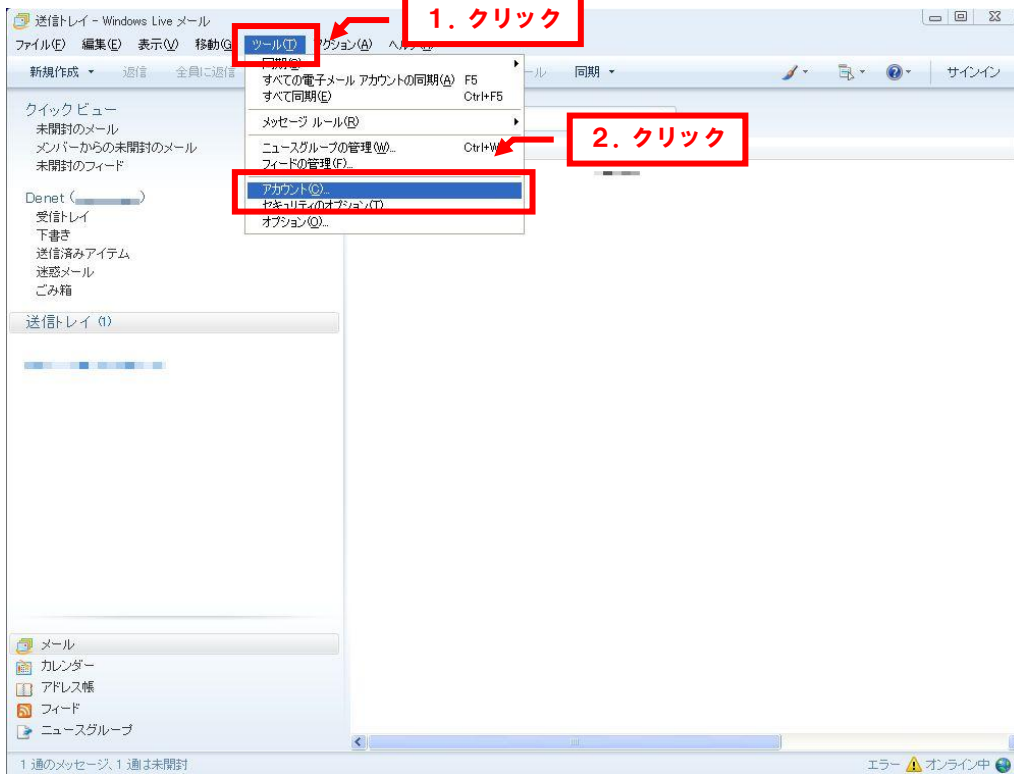 送信トレイ - Windows Live メール
1. クリック
ファイル(F) 編集(E) 表示(V) 移動(G ツール(T) クション(A)
新規作成 返信 全員に返信 同期 サインイン
すべての電子メール アカウントの同期(A) F5
すべて同期(E) Ctrl+F5
メッセージ ルール(R)
ニュースグループの管理(W)... Ctrl+W
フィードの管理(F)...
アカウント(C)...
セキュリティのオプション(T)
オプション(O)...
2. クリック
クイックビュー
未開封のメール
メンバーからの未開封のメール
未開封のフィード
Denet (
)
受信トレイ
下書き
送信済みアイテム
迷惑メール
ごみ箱
送信トレイ (1)
メール
カレンダー
アドレス帳
フィード
ニュースグループ
1 通のメッセージ、1 通は未開封
エラー オンライン中